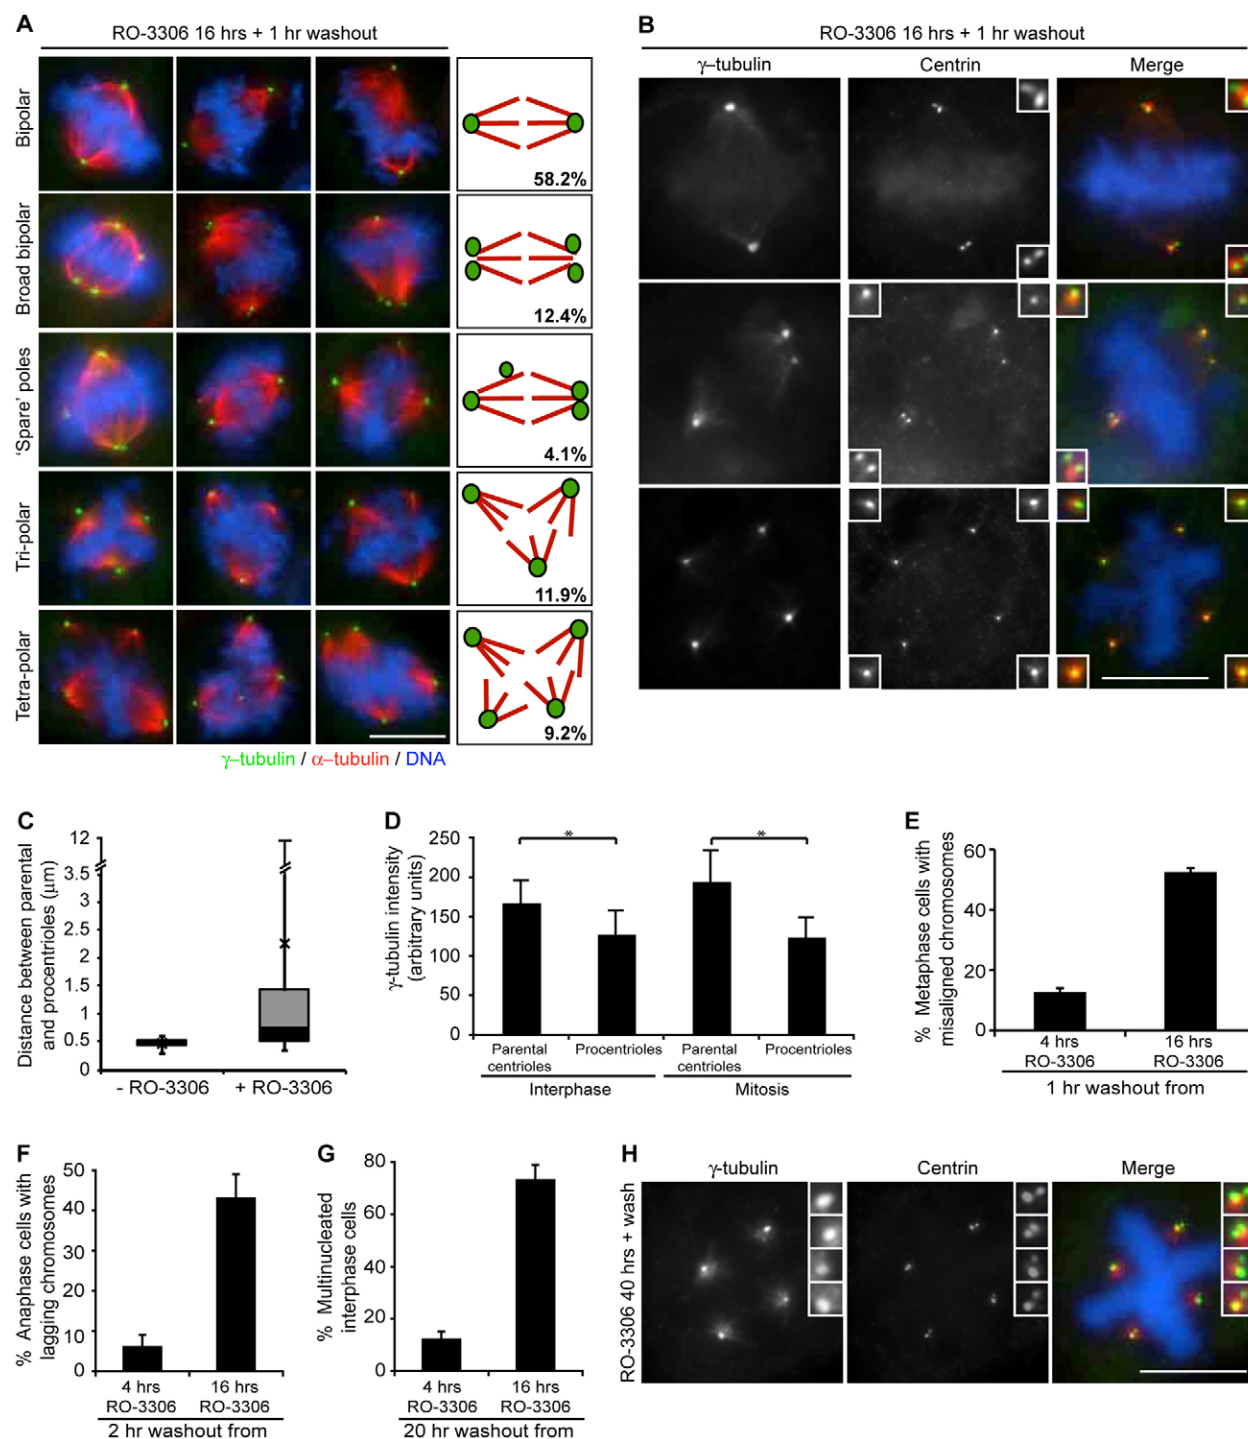 A
RO-3306 16 hrs + 1 hr washout
Bipolar
58.2%
Broad bipolar
12.4%
'Spare' poles
4.1%
Tri-polar
11.9%
Tetra-polar
9.2%
γ–tubulin / α–tubulin / DNA
B
RO-3306 16 hrs + 1 hr washout
γ–tubulin
Centrin
Merge
C
Distance between parental
and procentrioles (μm)
12
3.5
3
2.5
2
1.5
1
0.5
0
- RO-3306
+ RO-3306
D
γ-tubulin intensity
(arbitrary units)
250
200
150
100
50
0
*
*
Parental
centrioles
Procentrioles
Parental
centrioles
Procentrioles
Interphase
Mitosis
E
% Metaphase cells with
misaligned chromosomes
60
40
20
0
4 hrs
RO-3306
16 hrs
RO-3306
1 hr washout from
F
% Anaphase cells with
lagging chromosomes
50
40
30
20
10
0
4 hrs
RO-3306
16 hrs
RO-3306
2 hr washout from
G
% Multinucleated
interphase cells
80
60
40
20
0
4 hrs
RO-3306
16 hrs
RO-3306
20 hr washout from
H
RO-3306 40 hrs + wash
γ-tubulin
Centrin
Merge